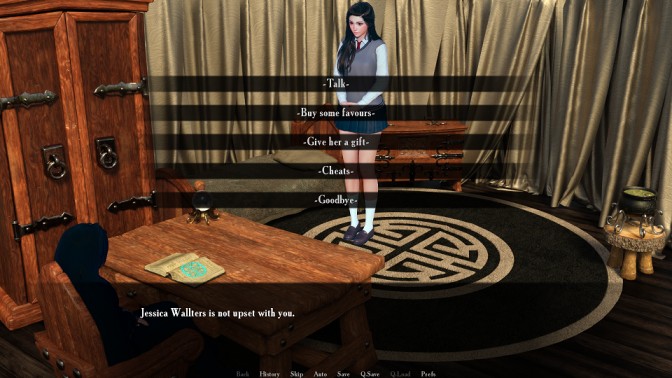 -Talk-
-Buy some favours-
-Give her a gift-
-Cheats-
-Goodbye-
Jessica Wallters is not upset with you.
Back History Skip Auto Save Q.Save Q.Load Prefs